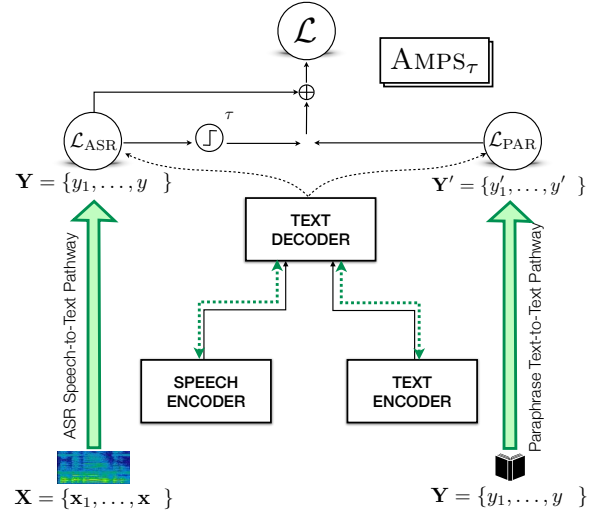 ℒ
AMPS_τ
τ
ℒ_ASR
ℒ_PAR
𝐘 = {y_1, . . . , y }
𝐘′ = {y′_1, . . . , y′ }
TEXT
DECODER
ASR Speech-to-Text Pathway
Paraphrase Text-to-Text Pathway
SPEECH
ENCODER
TEXT
ENCODER
𝐗 = {𝐱_1, . . . , 𝐱 }
𝐘 = {y_1, . . . , y }